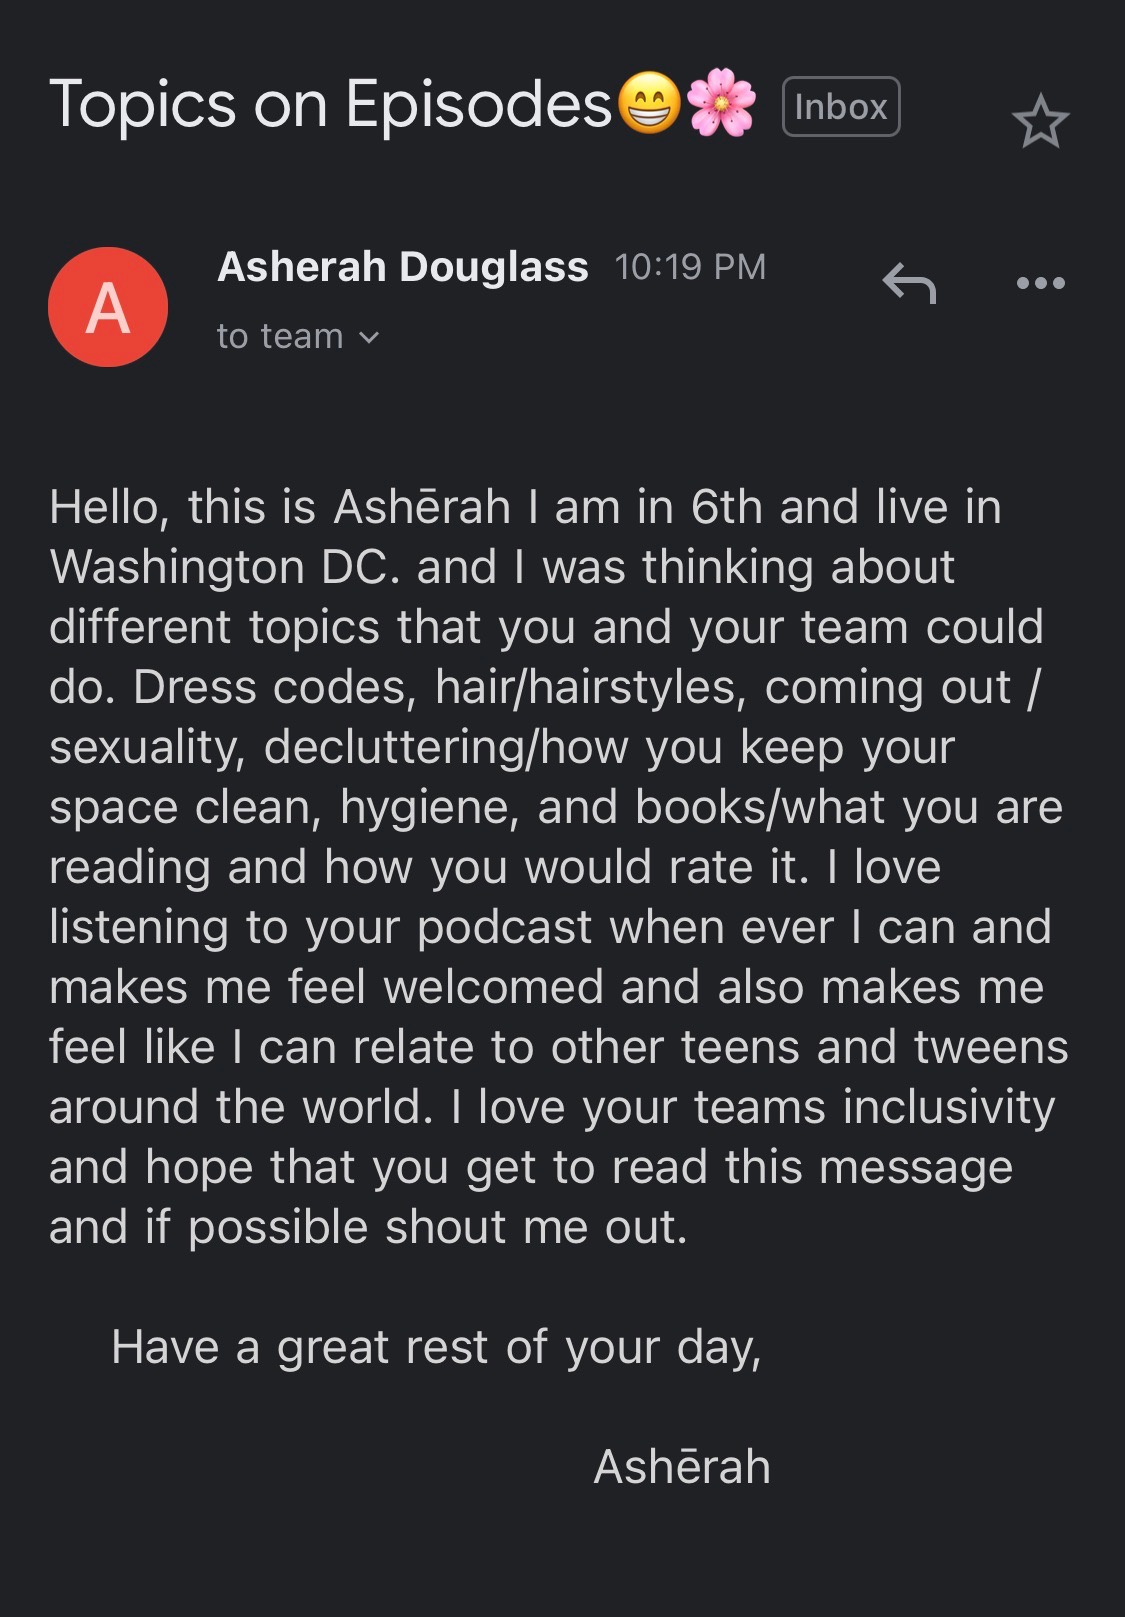 Topics on Episodes😁🌸 Inbox
A
Asherah Douglass 10:19 PM
to team
Hello, this is Ashērah I am in 6th and live in
Washington DC. and I was thinking about
different topics that you and your team could
do. Dress codes, hair/hairstyles, coming out /
sexuality, decluttering/how you keep your
space clean, hygiene, and books/what you are
reading and how you would rate it. I love
listening to your podcast when ever I can and
makes me feel welcomed and also makes me
feel like I can relate to other teens and tweens
around the world. I love your teams inclusivity
and hope that you get to read this message
and if possible shout me out.
Have a great rest of your day,
Ashērah